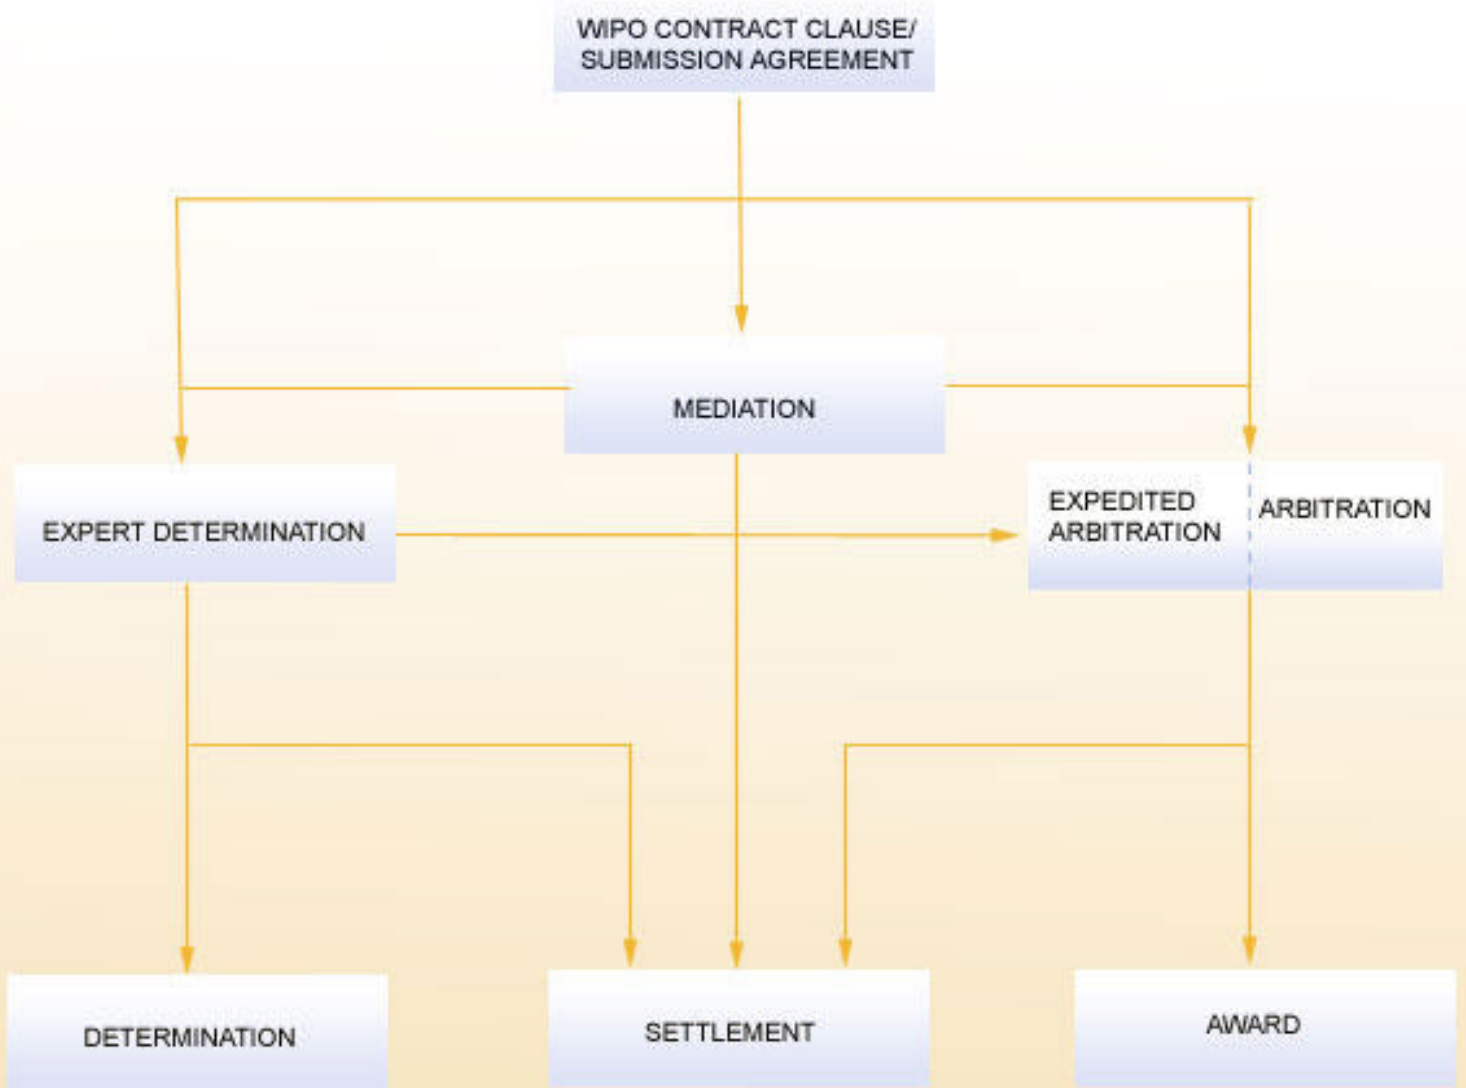 WIPO CONTRACT CLAUSE/
SUBMISSION AGREEMENT
MEDIATION
EXPERT DETERMINATION
EXPEDITED
ARBITRATION
ARBITRATION
DETERMINATION
SETTLEMENT
AWARD